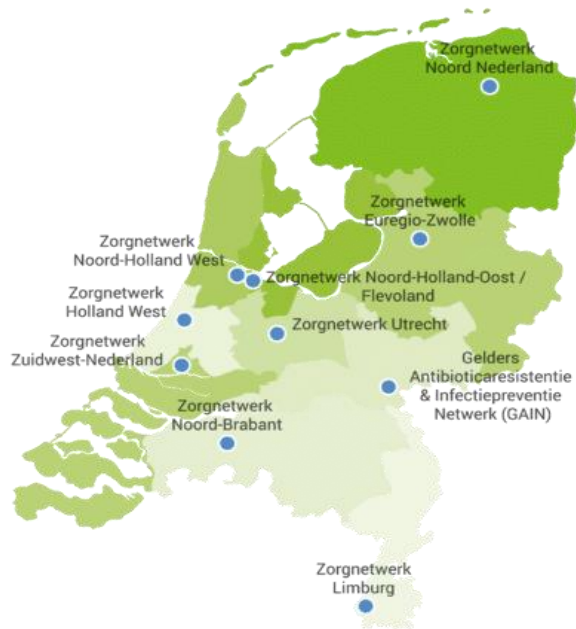 Zorgnetwerk
Noord Nederland
Zorgnetwerk
Euregio-Zwolle
Zorgnetwerk
Noord-Holland West
Zorgnetwerk Noord-Holland-Oost /
Flevoland
Zorgnetwerk
Holland West
Zorgnetwerk Utrecht
Zorgnetwerk
Zuidwest-Nederland
Gelders
Antibioticaresistentie
& Infectiepreventie
Netwerk (GAIN)
Zorgnetwerk
Noord-Brabant
Zorgnetwerk
Limburg